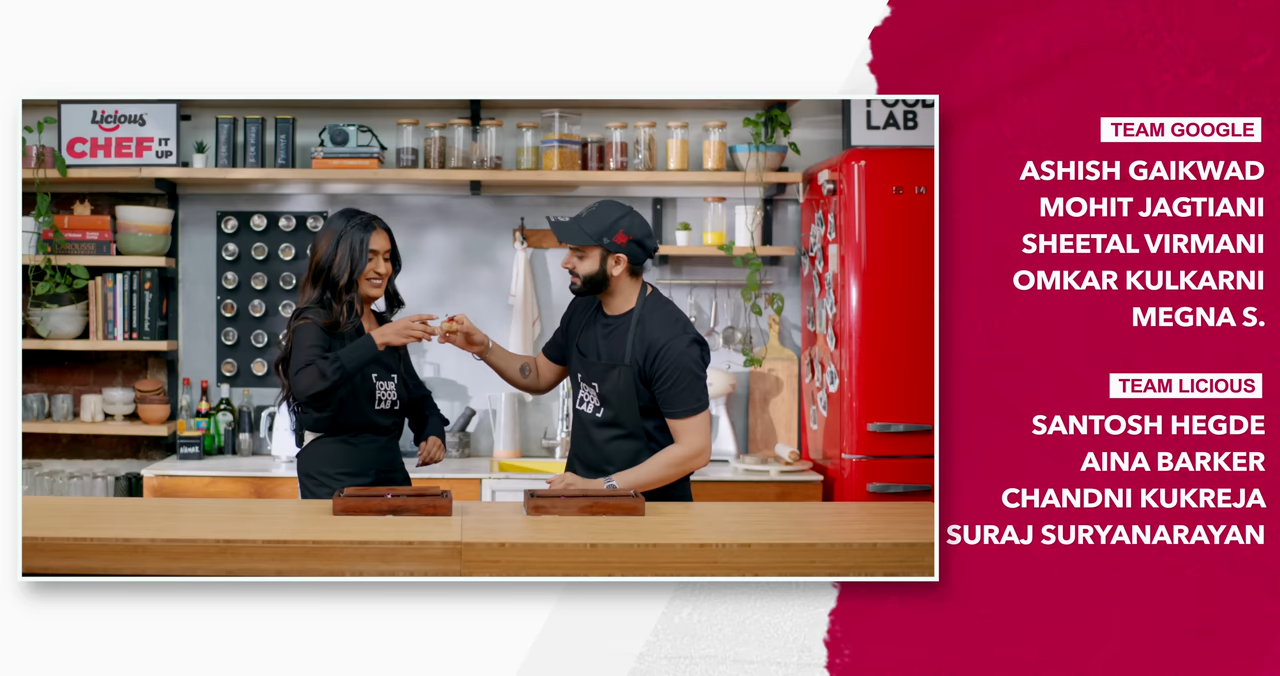 Licious
CHEF IT UP
FOOD
LAB
S M
LAROUSSE
YOUR
FOOD
LAB
YOUR
FOOD
LAB
TEAM GOOGLE
ASHISH GAIKWAD
MOHIT JAGTIANI
SHEETAL VIRMANI
OMKAR KULKARNI
MEGNA S.
TEAM LICIOUS
SANTOSH HEGDE
AINA BARKER
CHANDNI KUKREJA
SURAJ SURYANARAYAN